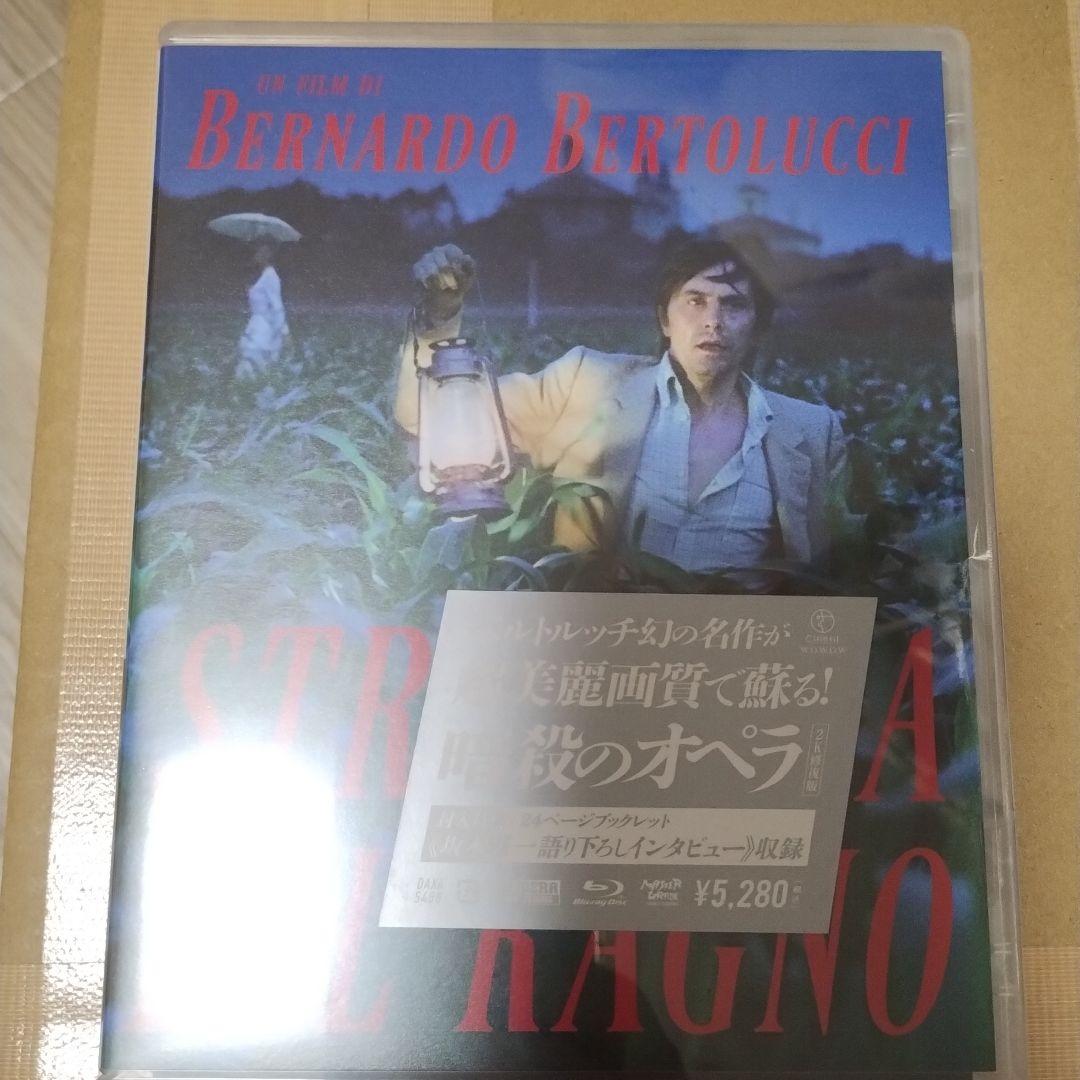 UN FILM DI
BERNARDO BERTOLUCCI
ルトルッチ幻の名作が
美麗画質で蘇る!
暗殺のオペラ
2K修復版
24ページブックレット
語り下ろしインタビュー》収録
Blu-ray Disc
¥5,280
W.O.W.O.W
STR A
RAGNO